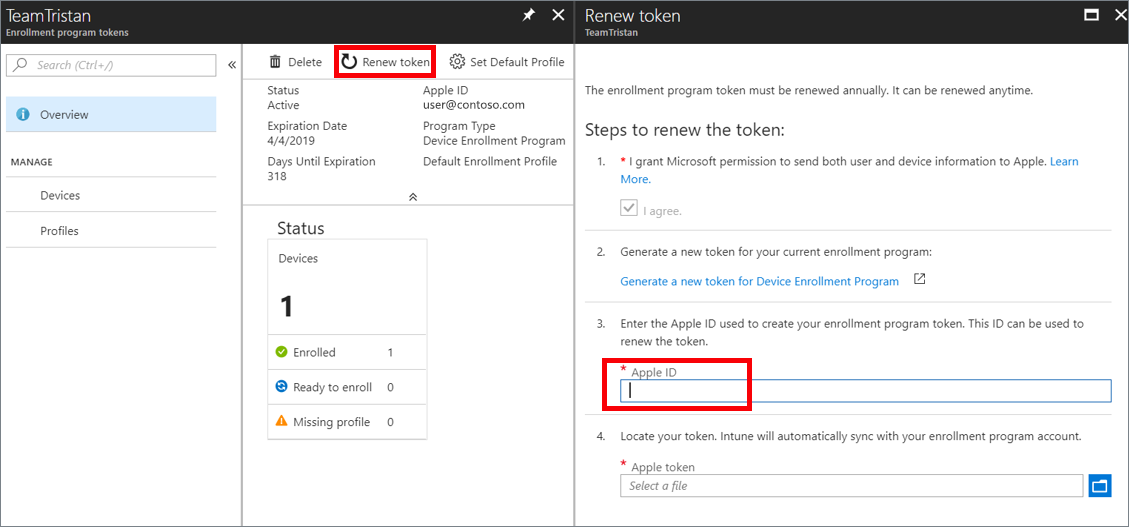 TeamTristan
Enrollment program tokens
Search (Ctrl+/)
«
Overview
MANAGE
Devices
Profiles
Delete
Renew token
Set Default Profile
Status
Active
Apple ID
user@contoso.com
Expiration Date
4/4/2019
Program Type
Device Enrollment Program
Days Until Expiration
318
Default Enrollment Profile
Status
Devices
1
Enrolled 1
Ready to enroll 0
Missing profile 0
Renew token
TeamTristan
The enrollment program token must be renewed annually. It can be renewed anytime.
Steps to renew the token:
1. * I grant Microsoft permission to send both user and device information to Apple. Learn
More.
I agree.
2. Generate a new token for your current enrollment program:
Generate a new token for Device Enrollment Program
3. Enter the Apple ID used to create your enrollment program token. This ID can be used to
renew the token.
* Apple ID
4. Locate your token. Intune will automatically sync with your enrollment program account.
* Apple token
Select a file